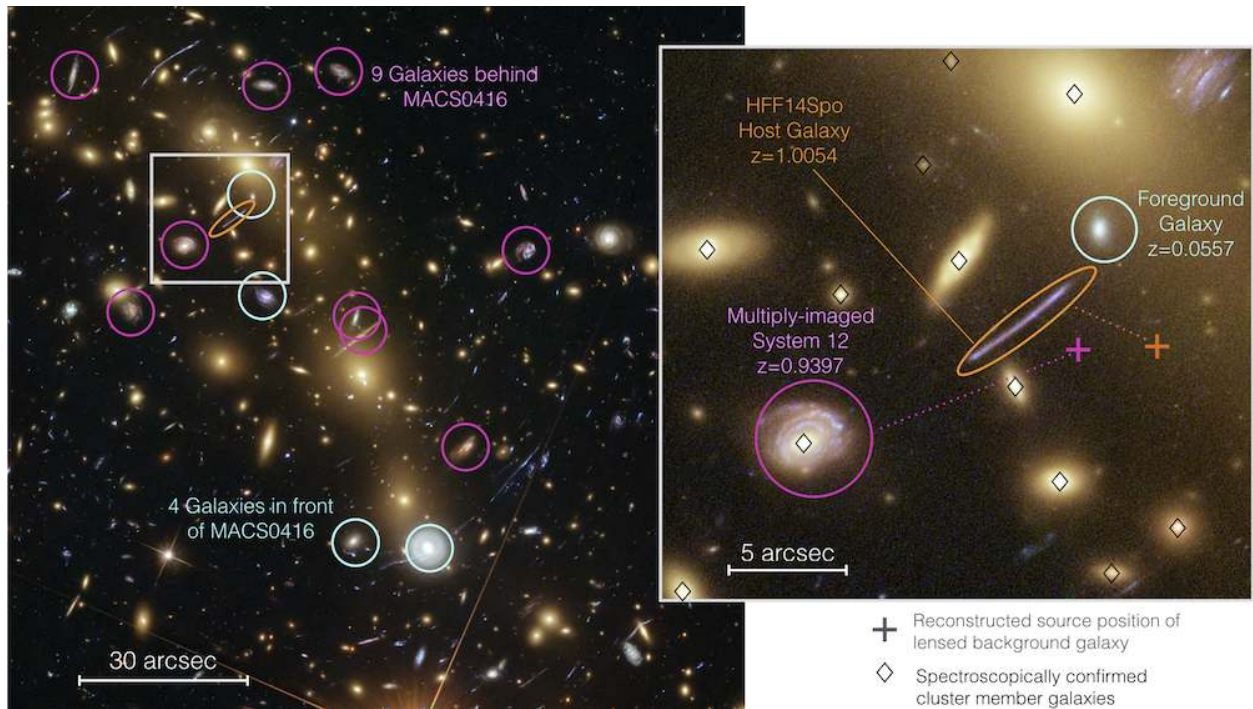 9 Galaxies behind
MACS0416
4 Galaxies in front
of MACS0416
30 arcsec
HFF14Spo
Host Galaxy
z=1.0054
Foreground
Galaxy
z=0.0557
Multiply-imaged
System 12
z=0.9397
5 arcsec
Reconstructed source position of
lensed background galaxy
Spectroscopically confirmed
cluster member galaxies